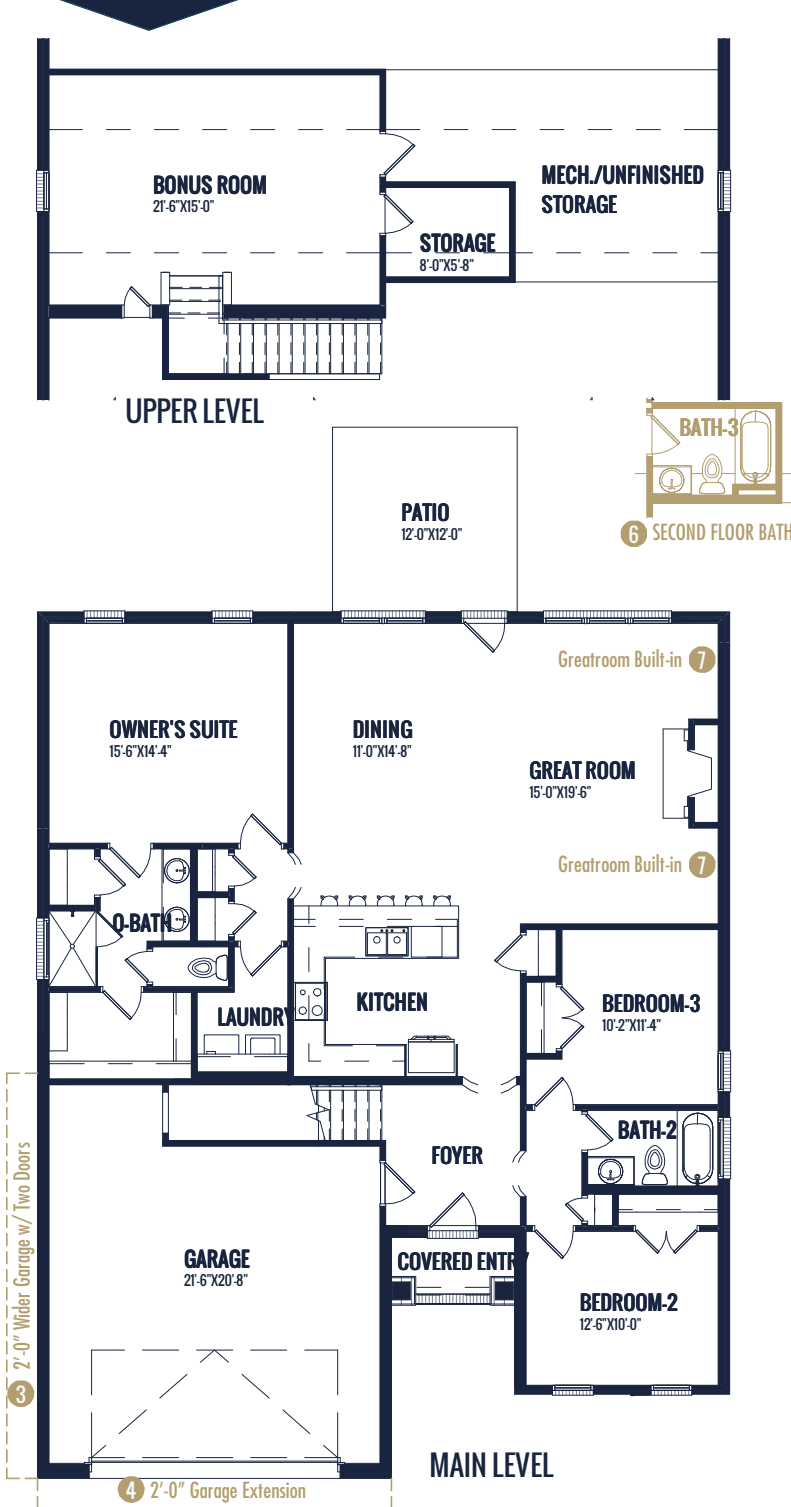 BONUS ROOM
21'-6"X15'-0"
MECH./UNFINISHED
STORAGE
STORAGE
8'-0"X5'-8"
UPPER LEVEL
BATH-3
6 SECOND FLOOR BATH
PATIO
12'-0"X12'-0"
Greatroom Built-in 7
OWNER'S SUITE
15'-6"X14'-4"
DINING
11'-0"X14'-8"
GREAT ROOM
15'-0"X19'-6"
Greatroom Built-in 7
O-BATH
KITCHEN
LAUNDRY
BEDROOM-3
10'-2"X11'-4"
BATH-2
FOYER
3 2'-0" Wider Garage w/ Two Doors
GARAGE
21'-6"X20'-8"
COVERED ENTRY
BEDROOM-2
12'-6"X10'-0"
MAIN LEVEL
4 2'-0" Garage Extension